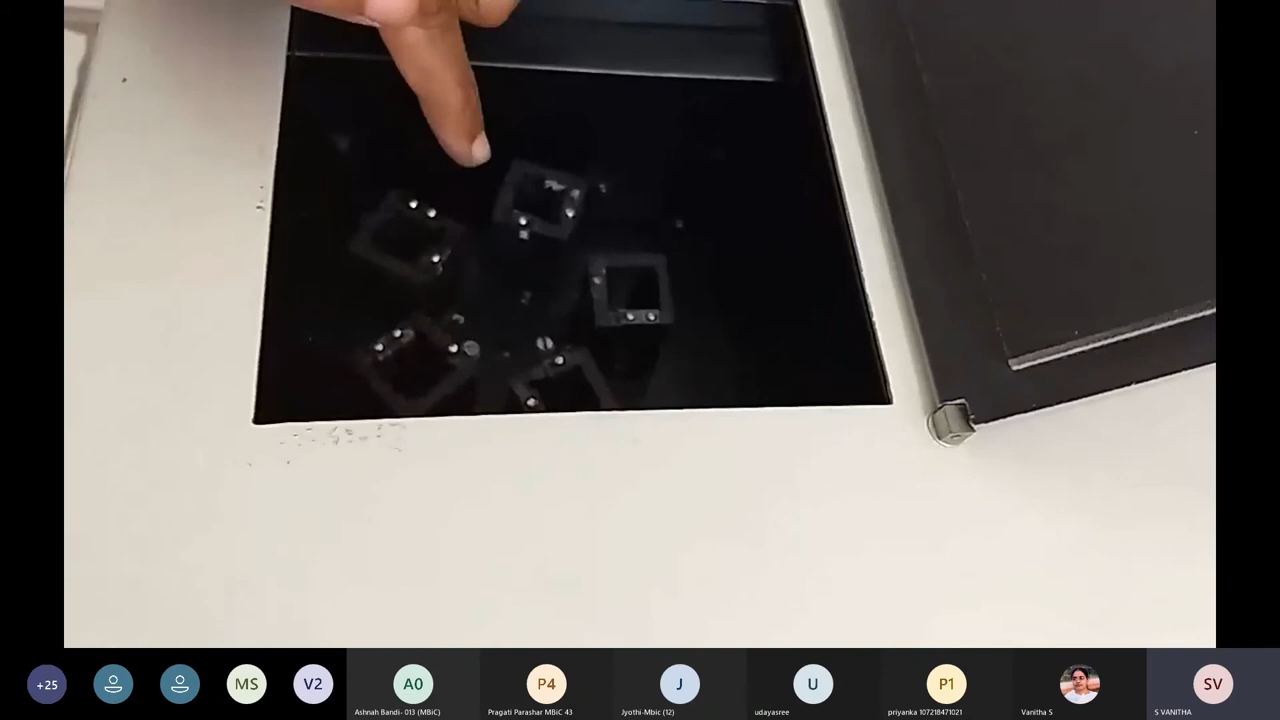 +25
MS
V2
A0
P4
J
U
P1
SV
Ashnah Bandi- 013 (MBiC)
Pragati Parashar MBiC 43
Jyothi-Mbic (12)
udayasree
priyanka 107218471021
Vanitha S
S VANITHA